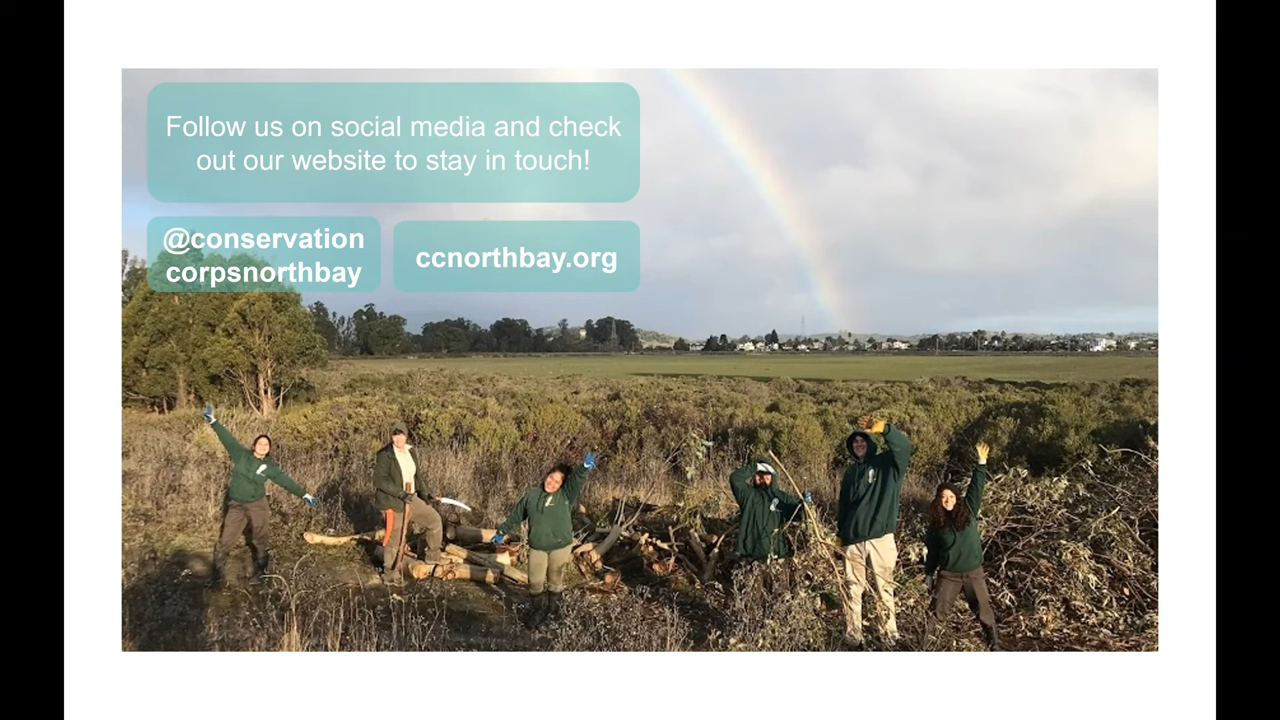 Follow us on social media and check
out our website to stay in touch!
@conservation
corpsnorthbay
ccnorthbay.org